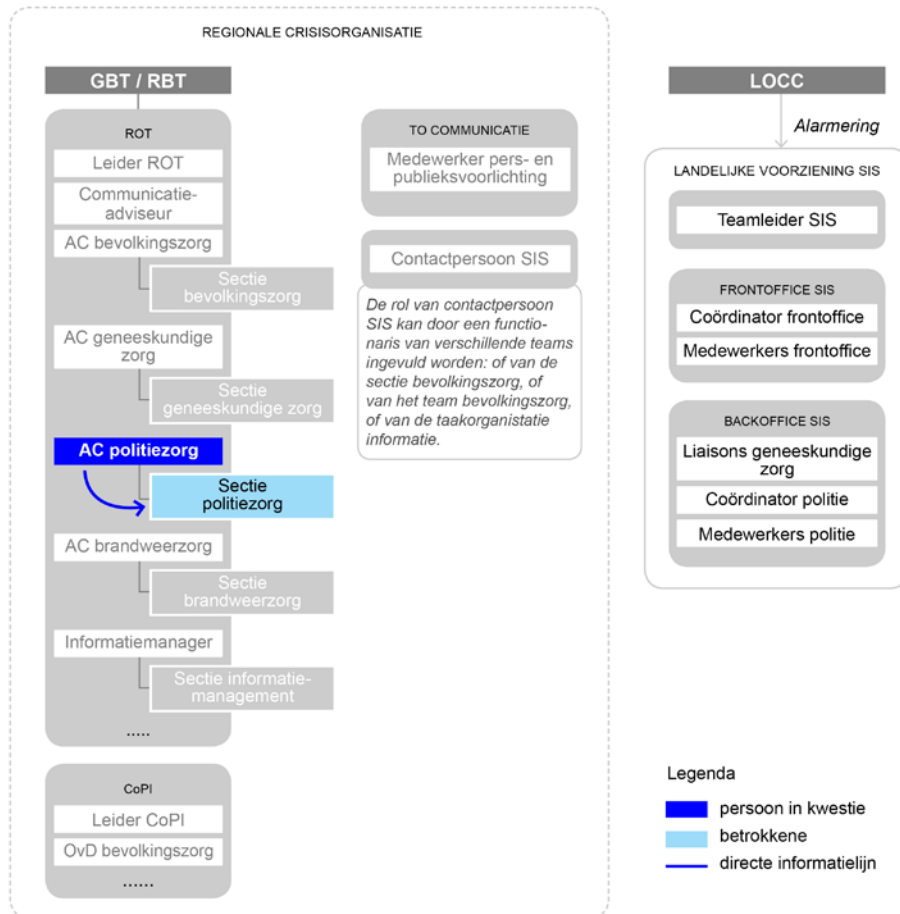 REGIONALE CRISISORGANISATIE
GBT / RBT
ROT
Leider ROT
Communicatie-
adviseur
AC bevolkingszorg
Sectie
bevolkingszorg
AC geneeskundige
zorg
Sectie
geneeskundige zorg
AC politiezorg
Sectie
politiezorg
AC brandweerzorg
Sectie
brandweerzorg
Informatiemanager
Sectie informatie-
management
.....
CoPI
Leider CoPI
OvD bevolkingszorg
......
TO COMMUNICATIE
Medewerker pers- en
publieksvoorlichting
Contactpersoon SIS
De rol van contactpersoon
SIS kan door een functio-
naris van verschillende teams
ingevuld worden: of van de
sectie bevolkingszorg, of
van het team bevolkingszorg,
of van de taakorganistatie
informatie.
LOCC
Alarmering
LANDELIJKE VOORZIENING SIS
Teamleider SIS
FRONTOFFICE SIS
Coördinator frontoffice
Medewerkers frontoffice
BACKOFFICE SIS
Liaisons geneeskundige
zorg
Coördinator politie
Medewerkers politie
Legenda
persoon in kwestie
betrokkene
directe informatielijn